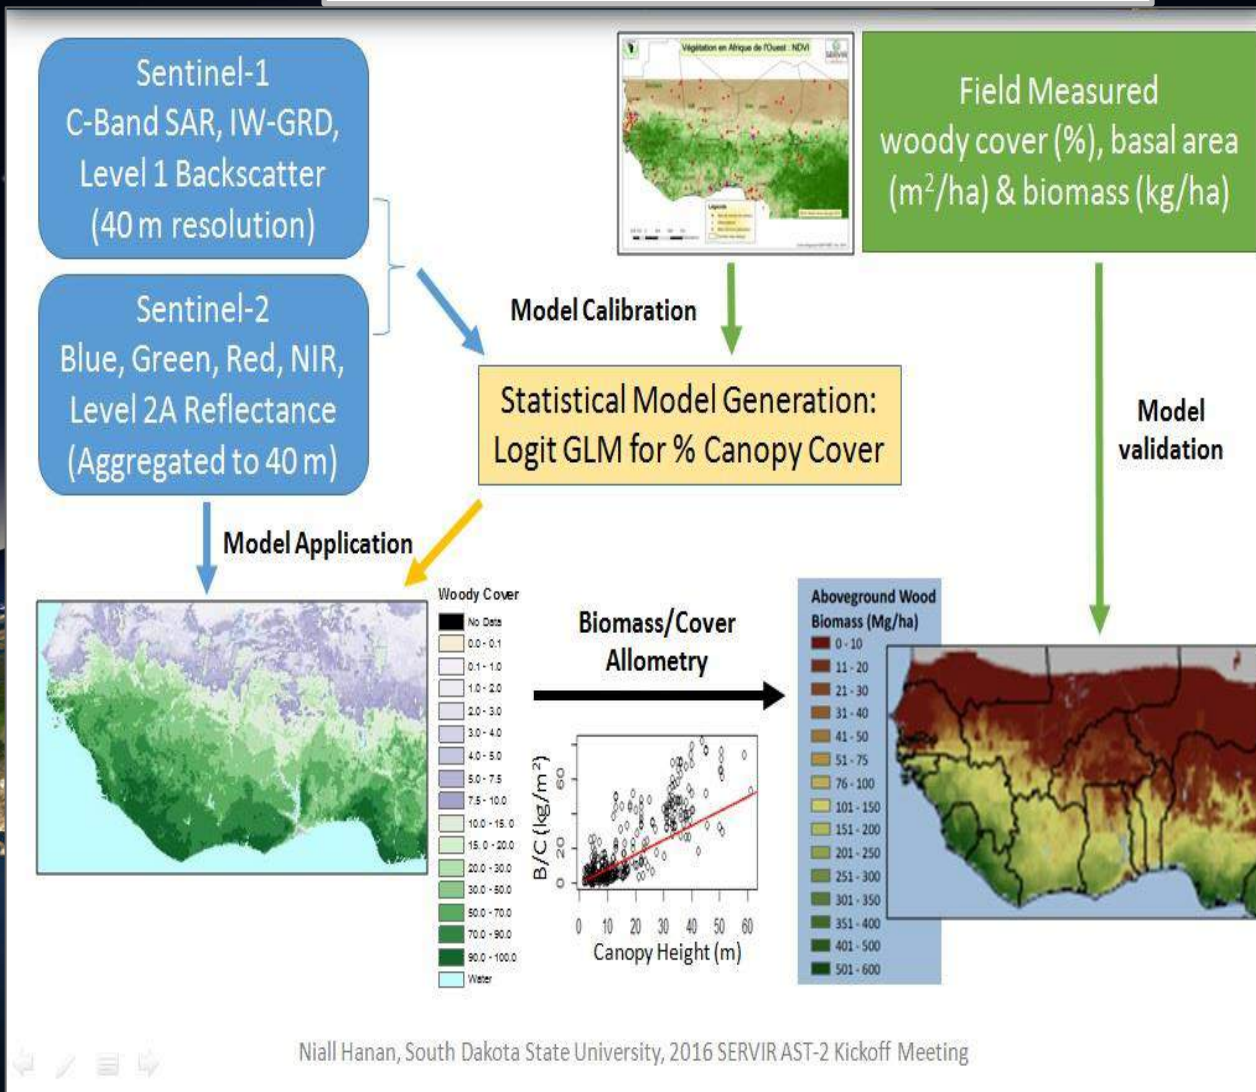 Sentinel-1
C-Band SAR, IW-GRD,
Level 1 Backscatter
(40 m resolution)
Sentinel-2
Blue, Green, Red, NIR,
Level 2A Reflectance
(Aggregated to 40 m)
Végétation en Afrique de l'Ouest : NDVI
SERVIR
Légende
Field Measured
woody cover (%), basal area
(m²/ha) & biomass (kg/ha)
Model Calibration
Statistical Model Generation:
Logit GLM for % Canopy Cover
Model
validation
Model Application
Woody Cover
No Data
0.0 - 0.1
0.1 - 1.0
1.0 - 2.0
2.0 - 3.0
3.0 - 4.0
4.0 - 5.0
5.0 - 7.5
7.5 - 10.0
10.0 - 15.0
15.0 - 20.0
20.0 - 30.0
30.0 - 50.0
50.0 - 70.0
70.0 - 90.0
90.0 - 100.0
Water
Biomass/Cover
Allometry
B/C (kg/m²)
60
20
0
0 10 20 30 40 50 60
Canopy Height (m)
Aboveground Wood
Biomass (Mg/ha)
0 - 10
11 - 20
21 - 30
31 - 40
41 - 50
51 - 75
76 - 100
101 - 150
151 - 200
201 - 250
251 - 300
301 - 350
351 - 400
401 - 500
501 - 600
Niall Hanan, South Dakota State University, 2016 SERVIR AST-2 Kickoff Meeting